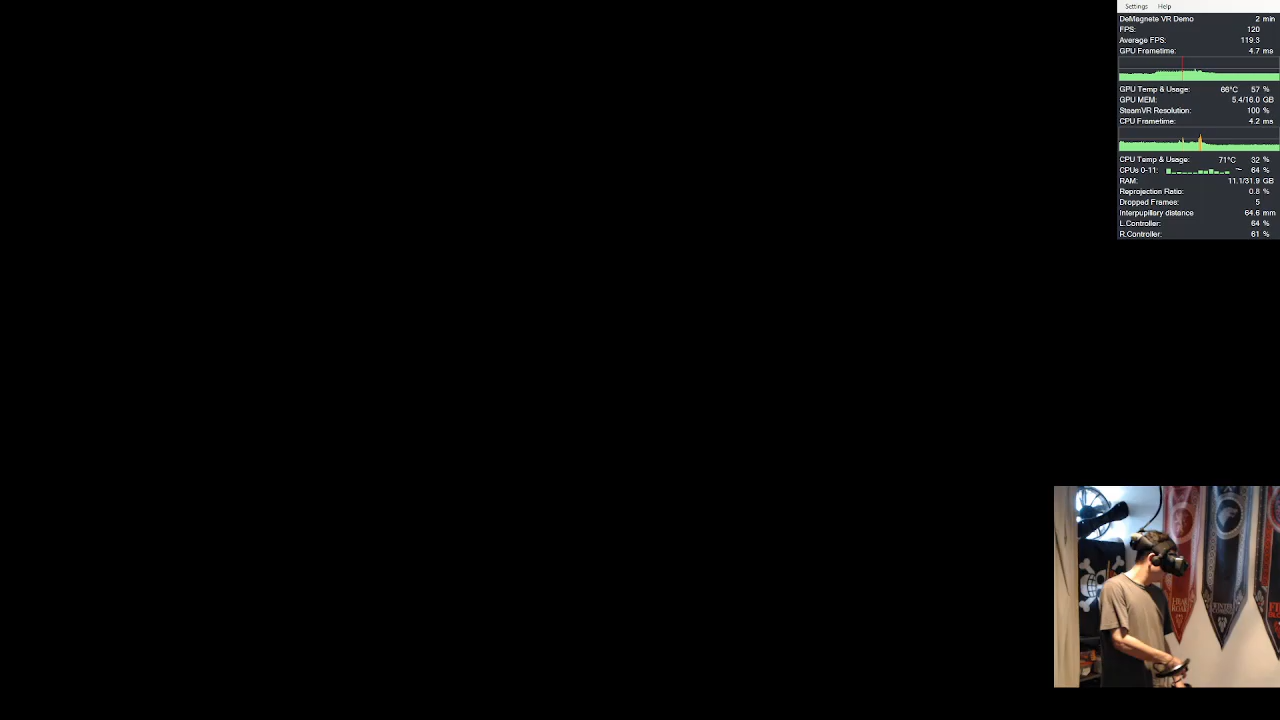 Settings Help
DeMagnete VR Demo 2 min
FPS: 120
Average FPS: 119.3
GPU Frametime: 4.7 ms
GPU Temp & Usage: 66°C 57 %
GPU MEM: 5.4/16.0 GB
SteamVR Resolution: 100 %
CPU Frametime: 4.2 ms
CPU Temp & Usage: 71°C 32 %
CPUs 0-11: 64 %
RAM: 11.1/31.9 GB
Reprojection Ratio: 0.8 %
Dropped Frames: 5
Interpupillary distance 64.6 mm
L.Controller: 64 %
R.Controller: 61 %
HEAR
ROAR